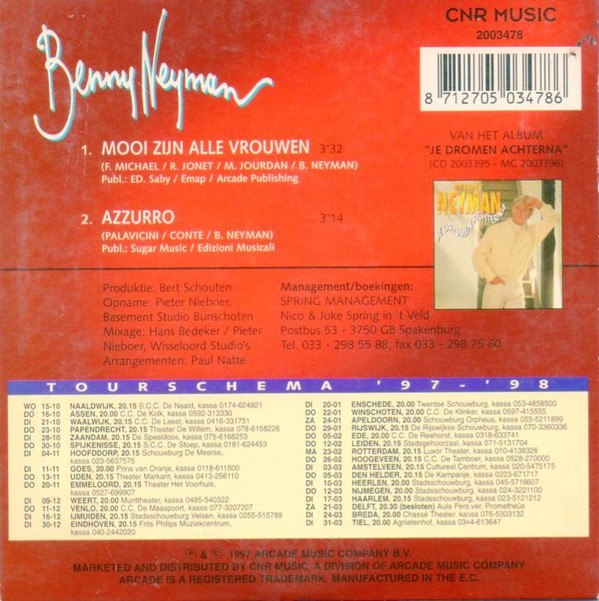 Benny Neyman
CNR MUSIC
2003478
8 712705 034786
1. MOOI ZIJN ALLE VROUWEN 3'32
(F. MICHAEL / R. JONET / M. JOURDAN / B. NEYMAN)
Publ.: ED. Saby / Emap / Arcade Publishing
2. AZZURRO 3'14
(PALAVICINI / CONTE / B. NEYMAN)
Publ.: Sugar Music / Edizioni Musicali
VAN HET ALBUM
"JE DROMEN ACHTERNA"
(CD 2003395 - MC 2003396)
NEYMAN
Produktie: Bert Schouten
Opname: Pieter Nieboer,
Basement Studio Bunschoten
Mixage: Hans Bedeker / Pieter
Nieboer, Wisseloord Studio's
Arrangementen: Paul Natte
Management/boekingen:
SPRING MANAGEMENT
Nico & Joke Spring in 't Veld
Postbus 53 - 3750 GB Spakenburg
Tel. 033 - 298 55 88, fax 033 - 298 75 60
TOURSCHEMA '97-'98
WO 15-10 NAALDWIJK, 20.15 S.C.C. De Naald, kassa 0174-624921
DO 16-10 ASSEN, 20.00 C.C. De Kolk, kassa 0592-313330
DI 21-10 WAALWIJK, 20.15 C.C. De Leest, kassa 0416-331751
DO 23-10 PAPENDRECHT, 20.15 Theater De Willem, kassa 078-6158226
DI 28-10 ZAANDAM, 20.15 De Speeldoos, kassa 075-6168253
DO 30-10 SPIJKENISSE, 20.15 S.C. De Stoep, kassa 0181-624453
DI 04-11 HOOFDDORP, 20.15 Schouwburg De Meerse,
kassa 023-5637575
DI 11-11 GOES, 20.00 Prins van Oranje, kassa 0118-611500
DO 13-11 UDEN, 20.15 Theater Markant, kassa 0413-256110
DO 20-11 EMMELOORD, 20.15 Theater Het Voorhuis,
kassa 0527-699907
DI 09-12 WEERT, 20.00 Munttheater, kassa 0495-540322
DO 11-12 VENLO, 20.00 C.C. De Maaspoort, kassa 077-3207207
DI 16-12 IJMUIDEN, 20.15 Stadsschouwburg Velsen, kassa 0255-515789
DI 30-12 EINDHOVEN, 20.15 Frits Philips Muziekcentrum,
kassa 040-2442020
DI 20-01 ENSCHEDE, 20.00 Twentse Schouwburg, kassa 053-4858500
DO 22-01 WINSCHOTEN, 20.00 C.C. De Klinker, kassa 0597-415555
ZA 24-01 APELDOORN, 20.00 Schouwburg Orpheus, kassa 055-5211899
DO 29-01 RIJSWIJK, 20.15 De Rijswijkse Schouwburg, kassa 070-3360336
DO 05-02 EDE, 20.00 C.C. De Reehorst, kassa 0318-633741
DO 12-02 LEIDEN, 20.15 Stadsgehoorzaal, kassa 071-5131704
MA 23-02 ROTTERDAM, 20.15 Luxor Theater, kassa 010-4138326
DO 26-02 HOOGEVEEN, 20.15 C.C. De Tamboer, kassa 0528-270000
DI 03-03 AMSTELVEEN, 20.15 Cultureel Centrum, kassa 020-5475175
DO 05-03 DEN HELDER, 20.15 De Kampanje, kassa 0223-671717
DI 10-03 HEERLEN, 20.15 Stadsschouwburg, kassa 045-5716607
DO 12-03 NIJMEGEN, 20.00 Stadsschouwburg, kassa 024-3221100
DI 17-03 HAARLEM, 20.15 Stadsschouwburg, kassa 023-5121212
ZA 21-03 DELFT, 20.30 (besloten) Aula Pers.ver. Prometheüs
DI 24-03 BREDA, 20.00 Chassé Theater, kassa 076-5303132
DI 31-03 TIEL, 20.00 Agnietenhof, kassa 0344-613647
℗ & © 1997 ARCADE MUSIC COMPANY B.V.
MARKETED AND DISTRIBUTED BY CNR MUSIC, A DIVISION OF ARCADE MUSIC COMPANY
ARCADE IS A REGISTERED TRADEMARK. MANUFACTURED IN THE E.C.